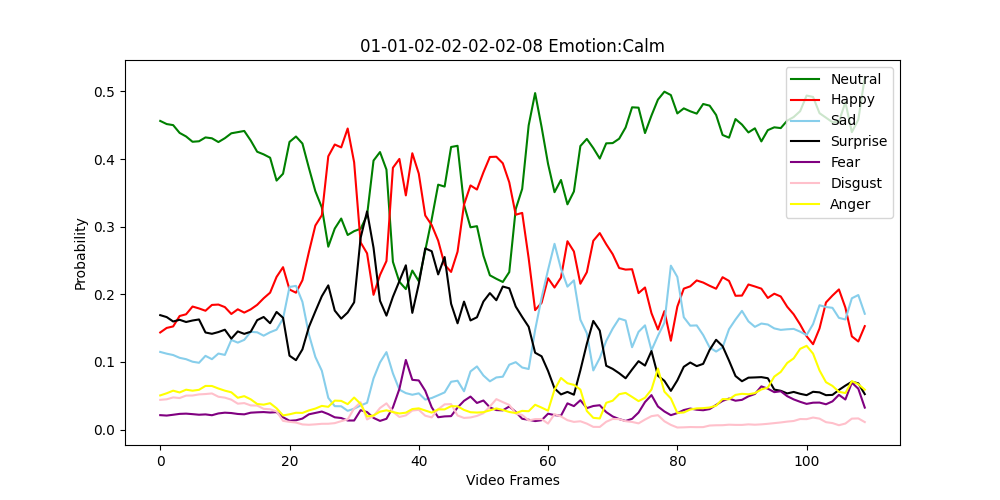 01-01-02-02-02-02-08 Emotion:Calm
Probability
0.5
0.4
0.3
0.2
0.1
0.0
0
20
40
60
80
100
Video Frames
Neutral
Happy
Sad
Surprise
Fear
Disgust
Anger